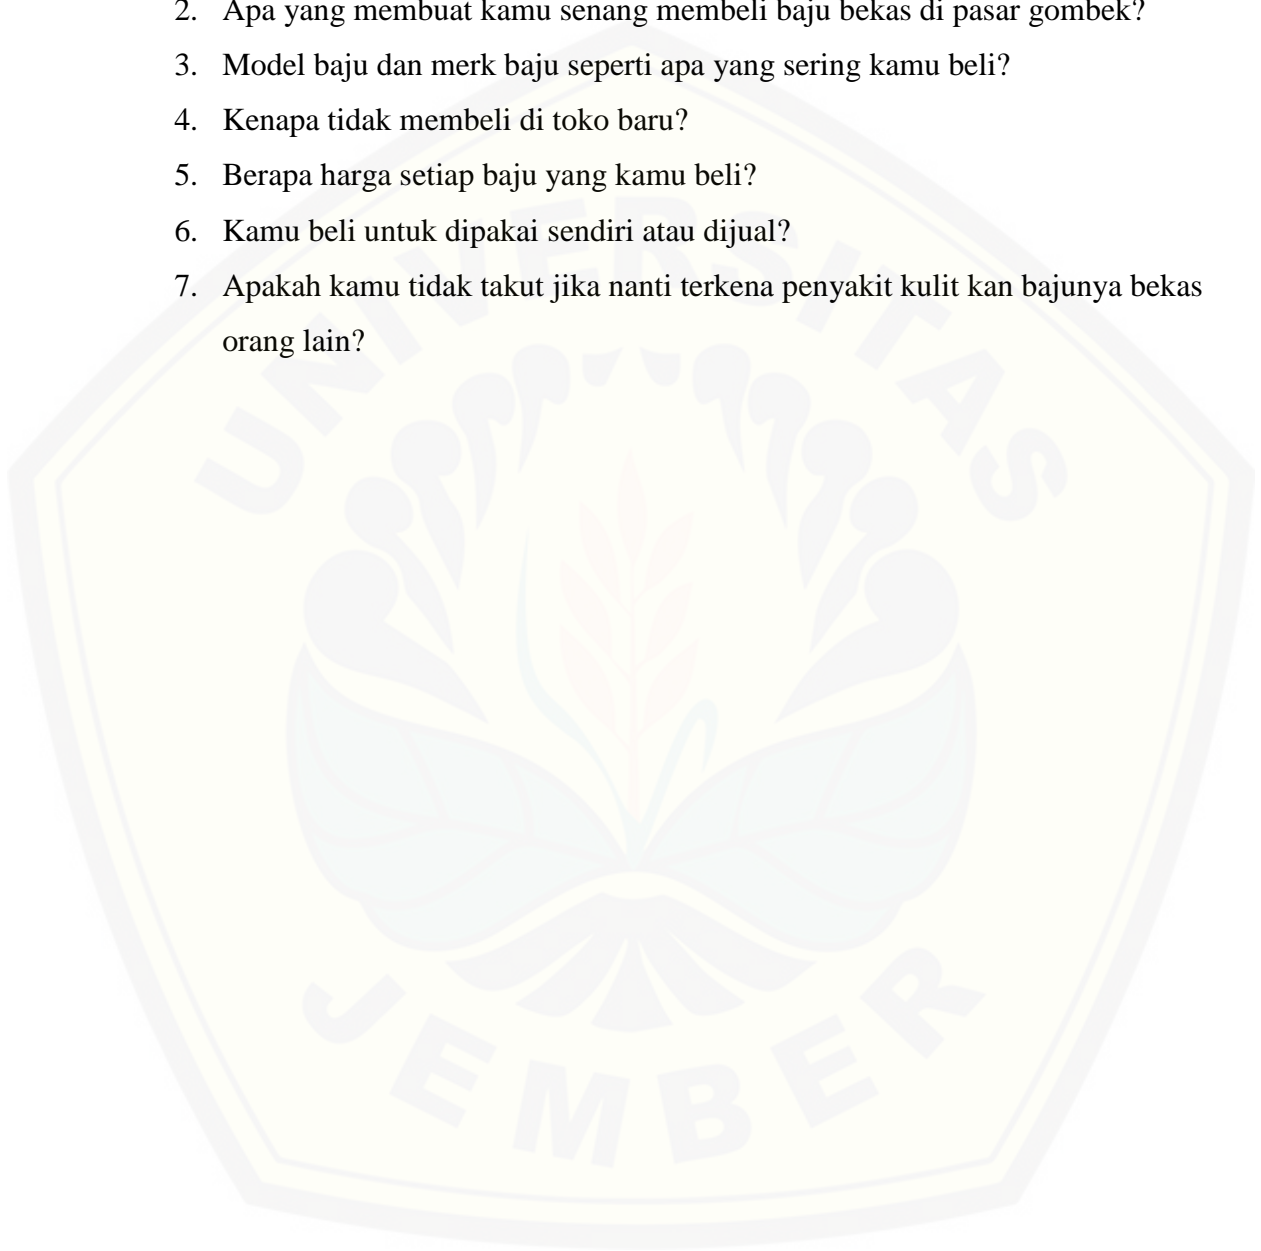 2. Apa yang membuat kamu senang membeli baju bekas di pasar gombek?
3. Model baju dan merk baju seperti apa yang sering kamu beli?
4. Kenapa tidak membeli di toko baru?
5. Berapa harga setiap baju yang kamu beli?
6. Kamu beli untuk dipakai sendiri atau dijual?
7. Apakah kamu tidak takut jika nanti terkena penyakit kulit kan bajunya bekas
orang lain?
UNIVERSITAS
JEMBER